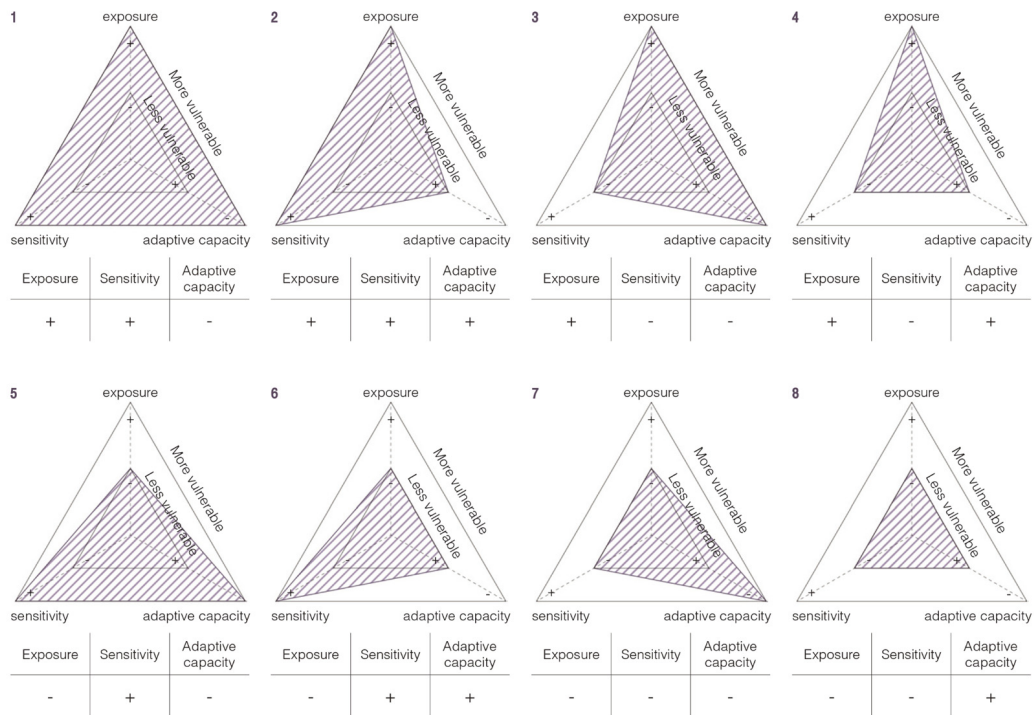 1
exposure
+
More vulnerable
Less vulnerable
-
-
+
+
-
sensitivity
adaptive capacity
Exposure
Sensitivity
Adaptive
capacity
+
+
-
2
exposure
+
More vulnerable
Less vulnerable
-
-
+
+
-
sensitivity
adaptive capacity
Exposure
Sensitivity
Adaptive
capacity
+
+
+
3
exposure
+
More vulnerable
Less vulnerable
-
-
+
+
-
sensitivity
adaptive capacity
Exposure
Sensitivity
Adaptive
capacity
+
-
-
4
exposure
+
More vulnerable
Less vulnerable
-
-
+
+
-
sensitivity
adaptive capacity
Exposure
Sensitivity
Adaptive
capacity
+
-
+
5
exposure
+
More vulnerable
Less vulnerable
-
-
+
+
-
sensitivity
adaptive capacity
Exposure
Sensitivity
Adaptive
capacity
-
+
-
6
exposure
+
More vulnerable
Less vulnerable
-
-
+
+
-
sensitivity
adaptive capacity
Exposure
Sensitivity
Adaptive
capacity
-
+
+
7
exposure
+
More vulnerable
Less vulnerable
-
-
+
+
-
sensitivity
adaptive capacity
Exposure
Sensitivity
Adaptive
capacity
-
-
-
8
exposure
+
More vulnerable
Less vulnerable
-
-
+
+
-
sensitivity
adaptive capacity
Exposure
Sensitivity
Adaptive
capacity
-
-
+